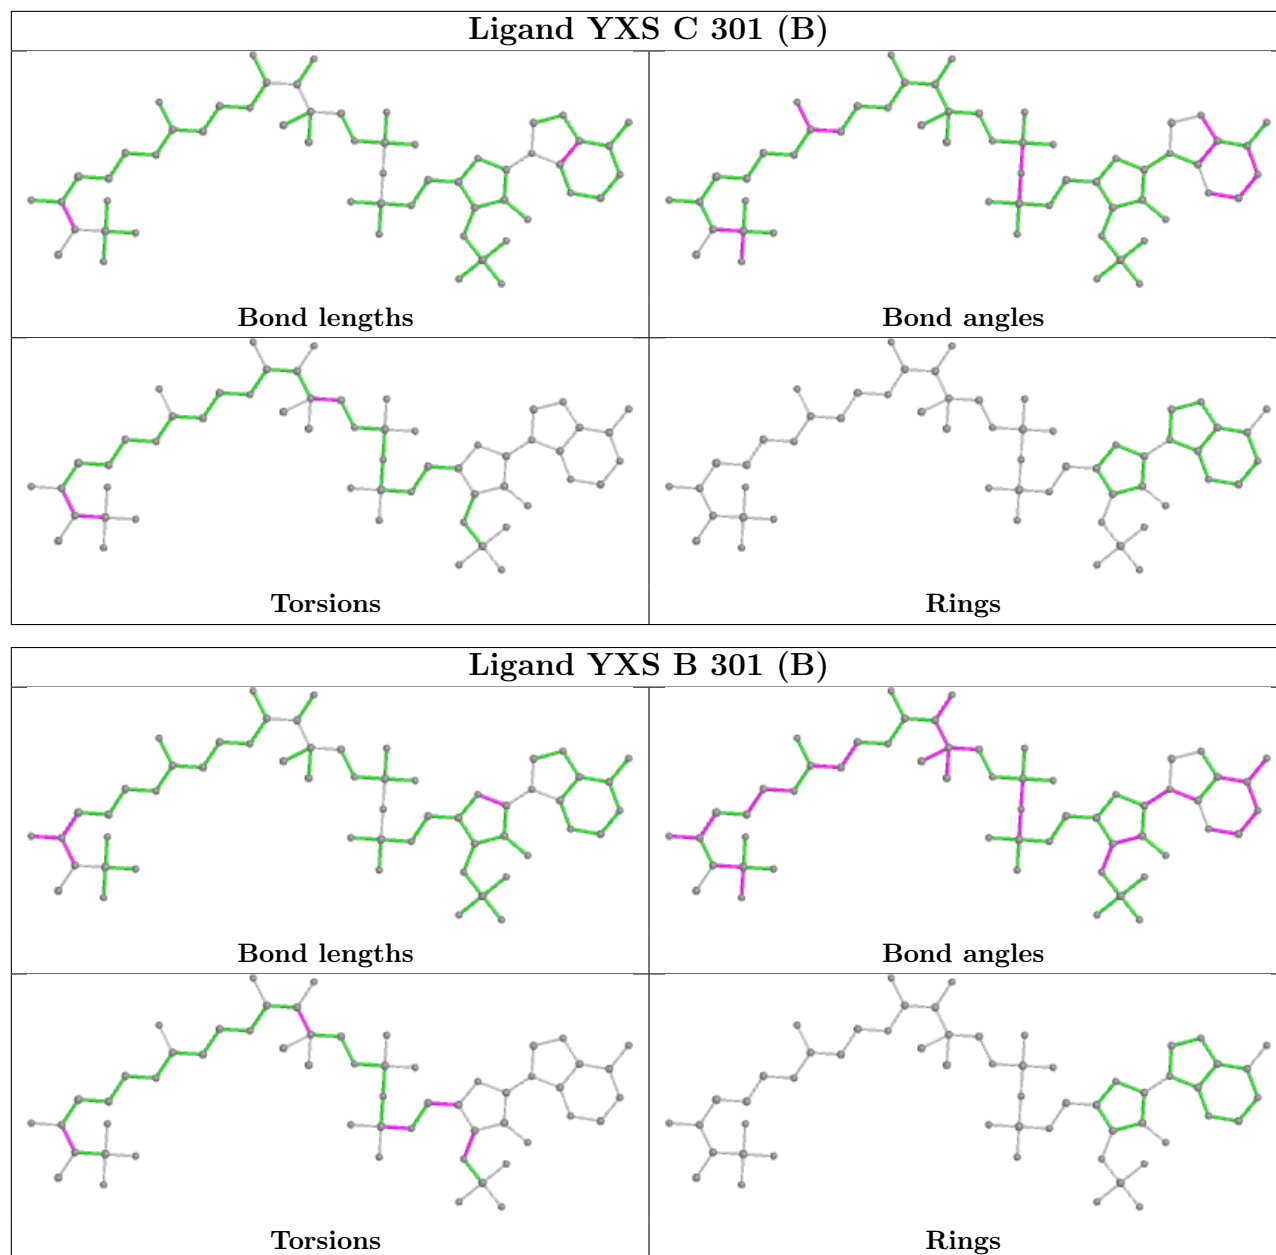 Ligand YXS C 301 (B)
Bond lengths
Bond angles
Torsions
Rings
Ligand YXS B 301 (B)
Bond lengths
Bond angles
Torsions
Rings